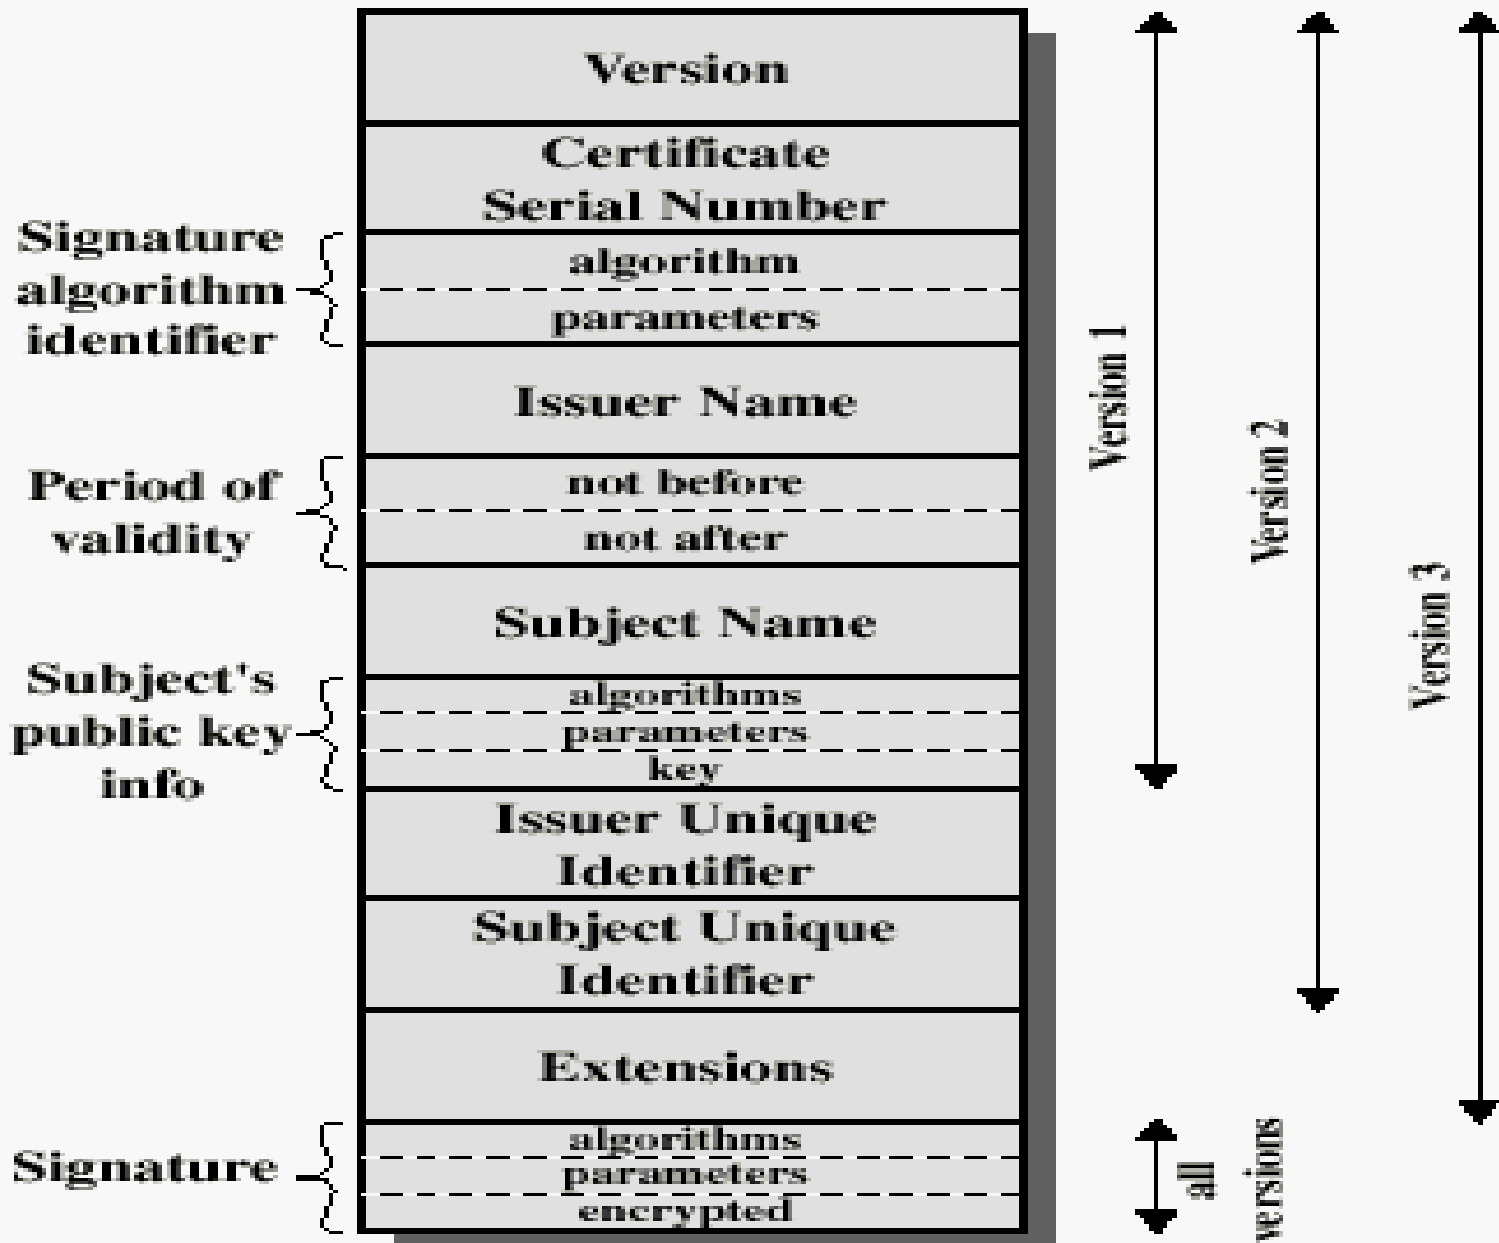 Version
Certificate
Serial Number
Signature
algorithm
identifier
algorithm
parameters
Issuer Name
Period of
validity
not before
not after
Subject Name
Subject's
public key
info
algorithms
parameters
key
Issuer Unique
Identifier
Subject Unique
Identifier
Extensions
Signature
algorithms
parameters
encrypted
Version 1
Version 2
Version 3
all
versions